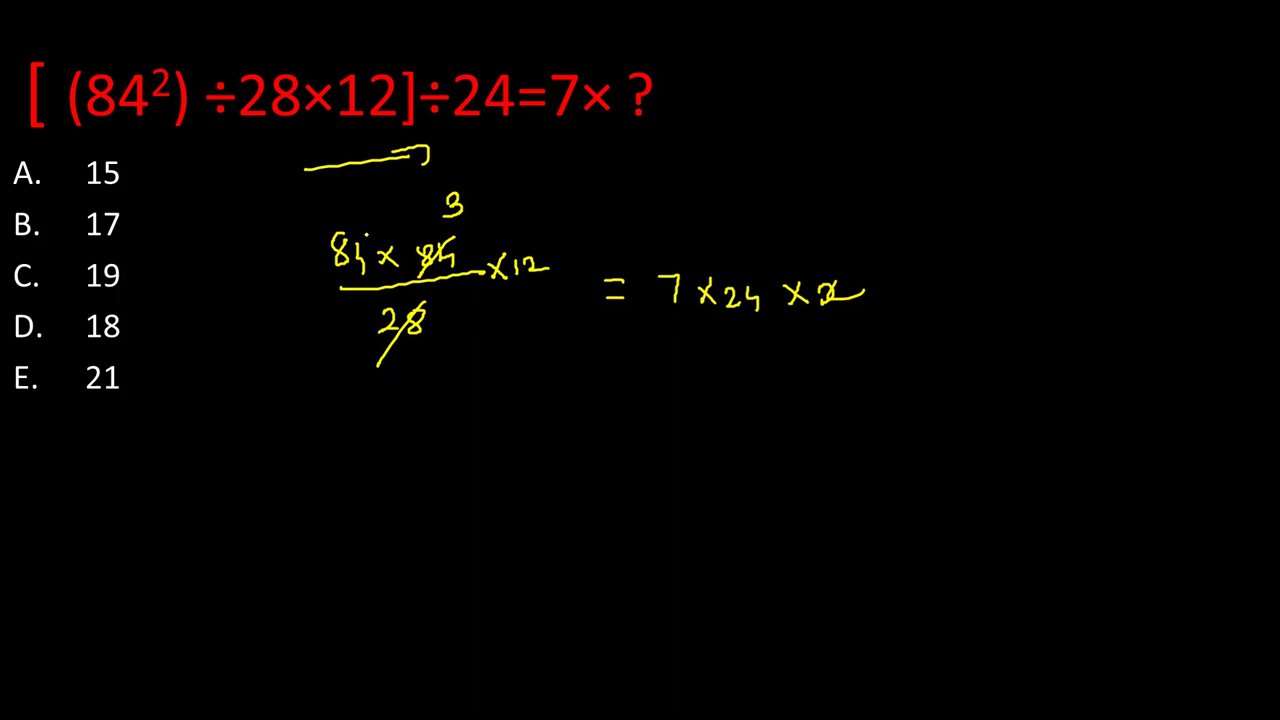 [ (84²) ÷28×12]÷24=7× ?
A. 15
B. 17
C. 19
D. 18
E. 21
3
84 × 84 ×12 = 7 ×24 × x
28